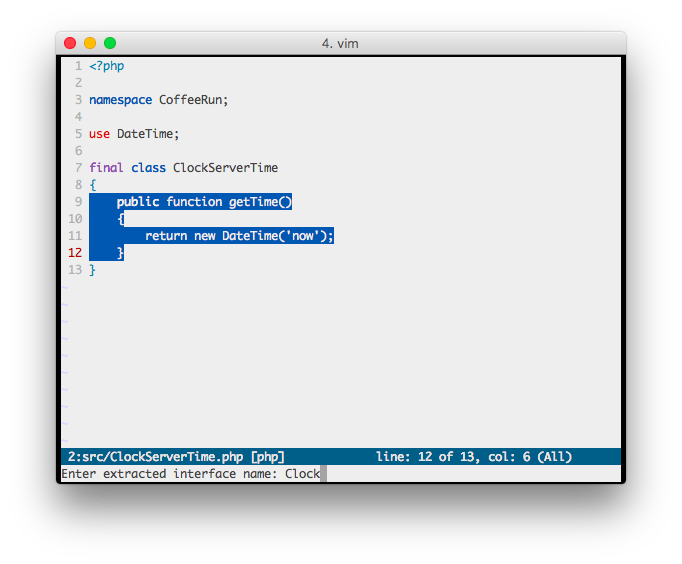 4. vim
1 <?php
2
3 namespace CoffeeRun;
4
5 use DateTime;
6
7 final class ClockServerTime
8 {
9     public function getTime()
10     {
11         return new DateTime('now');
12     }
13 }
~
~
~
~
~
~
~
~
~
~
2:src/ClockServerTime.php [php] line: 12 of 13, col: 6 (All)
Enter extracted interface name: Clock